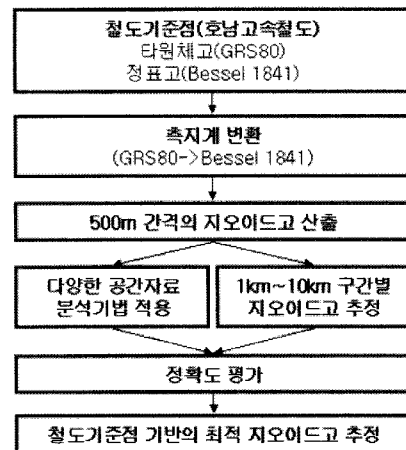 철도기준점(호남고속철도)
타원체고(GRS80)
정표고(Bessel 1841)
측지계 변환
(GRS80->Bessel 1841)
500m 간격의 지오이드고 산출
다양한 공간자료
분석기법 적용
1km~10km 구간별
지오이드고 추정
정확도 평가
철도기준점 기반의 최적 지오이드고 추정